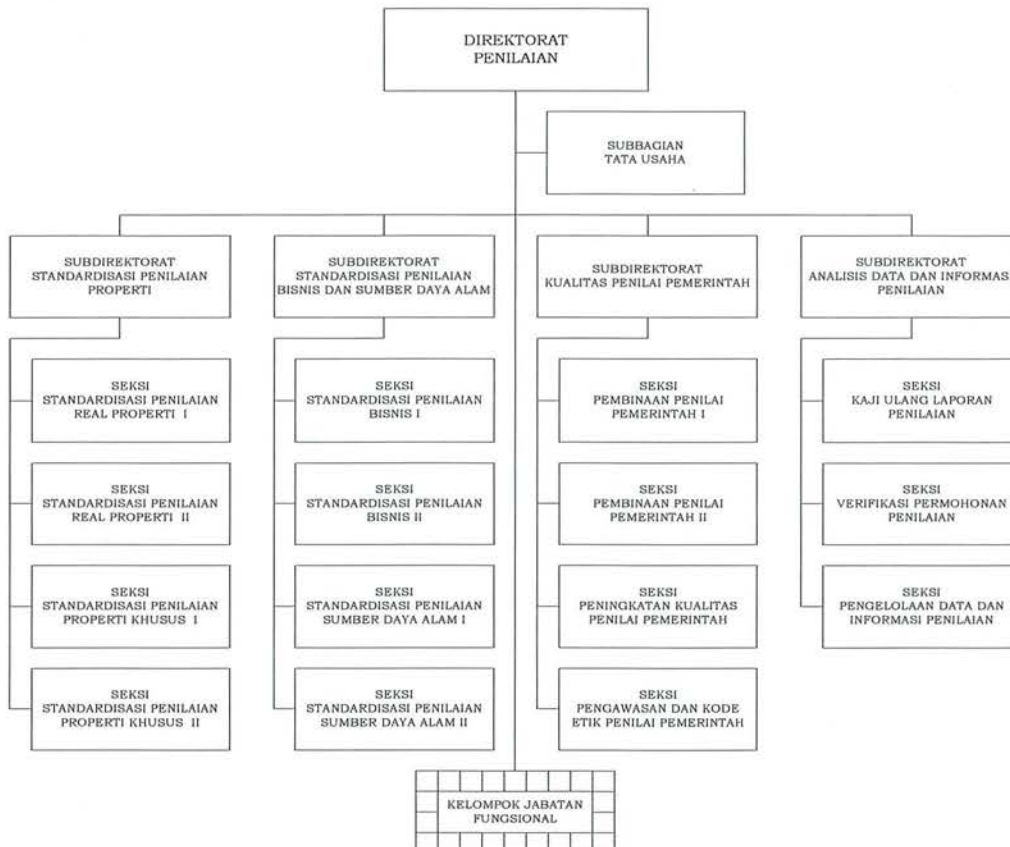 DIREKTORAT
PENILAIAN
SUBBAGIAN
TATA USAHA
SUBDIREKTORAT
STANDARDISASI PENILAIAN
PROPERTI
SUBDIREKTORAT
STANDARDISASI PENILAIAN
BISNIS DAN SUMBER DAYA ALAM
SUBDIREKTORAT
KUALITAS PENILAI PEMERINTAH
SUBDIREKTORAT
ANALISIS DATA DAN INFORMAS
PENILAIAN
SEKSI
STANDARDISASI PENILAIAN
REAL PROPERTI I
SEKSI
STANDARDISASI PENILAIAN
REAL PROPERTI II
SEKSI
STANDARDISASI PENILAIAN
PROPERTI KHUSUS I
SEKSI
STANDARDISASI PENILAIAN
PROPERTI KHUSUS II
SEKSI
STANDARDISASI PENILAIAN
BISNIS I
SEKSI
STANDARDISASI PENILAIAN
BISNIS II
SEKSI
STANDARDISASI PENILAIAN
SUMBER DAYA ALAM I
SEKSI
STANDARDISASI PENILAIAN
SUMBER DAYA ALAM II
SEKSI
PEMBINAAN PENILAI
PEMERINTAH I
SEKSI
PEMBINAAN PENILAI
PEMERINTAH II
SEKSI
PENINGKATAN KUALITAS
PENILAI PEMERINTAH
SEKSI
PENGAWASAN DAN KODE
ETIK PENILAI PEMERINTAH
SEKSI
KAJI ULANG LAPORAN
PENILAIAN
SEKSI
VERIFIKASI PERMOHONAN
PENILAIAN
SEKSI
PENGELOLAAN DATA DAN
INFORMASI PENILAIAN
KELOMPOK JABATAN
FUNGSIONAL